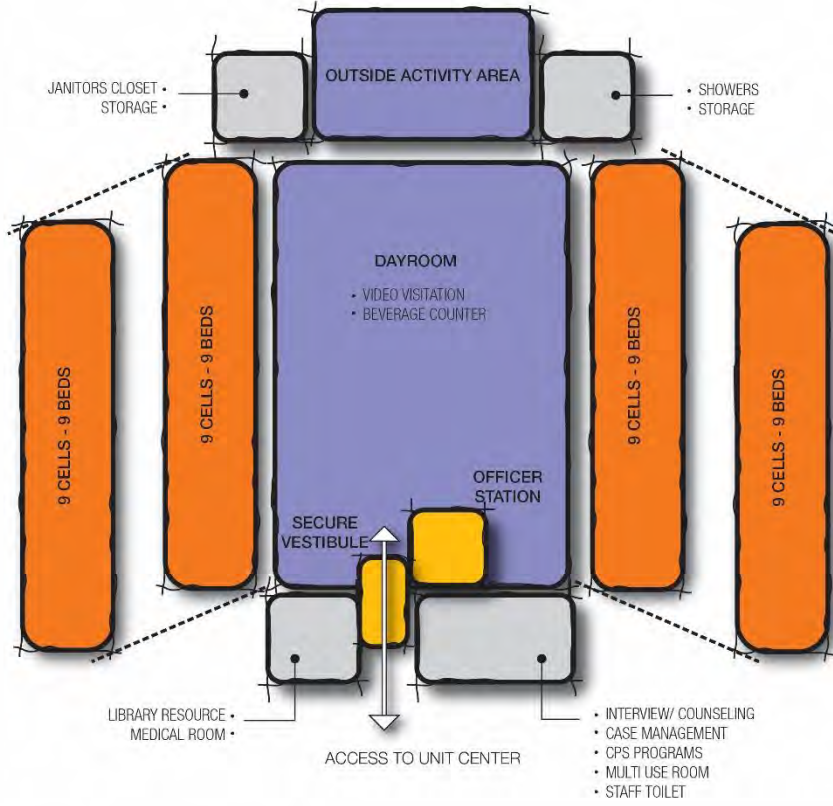 OUTSIDE ACTIVITY AREA
JANITORS CLOSET •
STORAGE •
• SHOWERS
• STORAGE
DAYROOM
• VIDEO VISITATION
• BEVERAGE COUNTER
9 CELLS - 9 BEDS
9 CELLS - 9 BEDS
9 CELLS - 9 BEDS
9 CELLS - 9 BEDS
OFFICER
STATION
SECURE
VESTIBULE
LIBRARY RESOURCE •
MEDICAL ROOM •
ACCESS TO UNIT CENTER
• INTERVIEW/ COUNSELING
• CASE MANAGEMENT
• CPS PROGRAMS
• MULTI USE ROOM
• STAFF TOILET